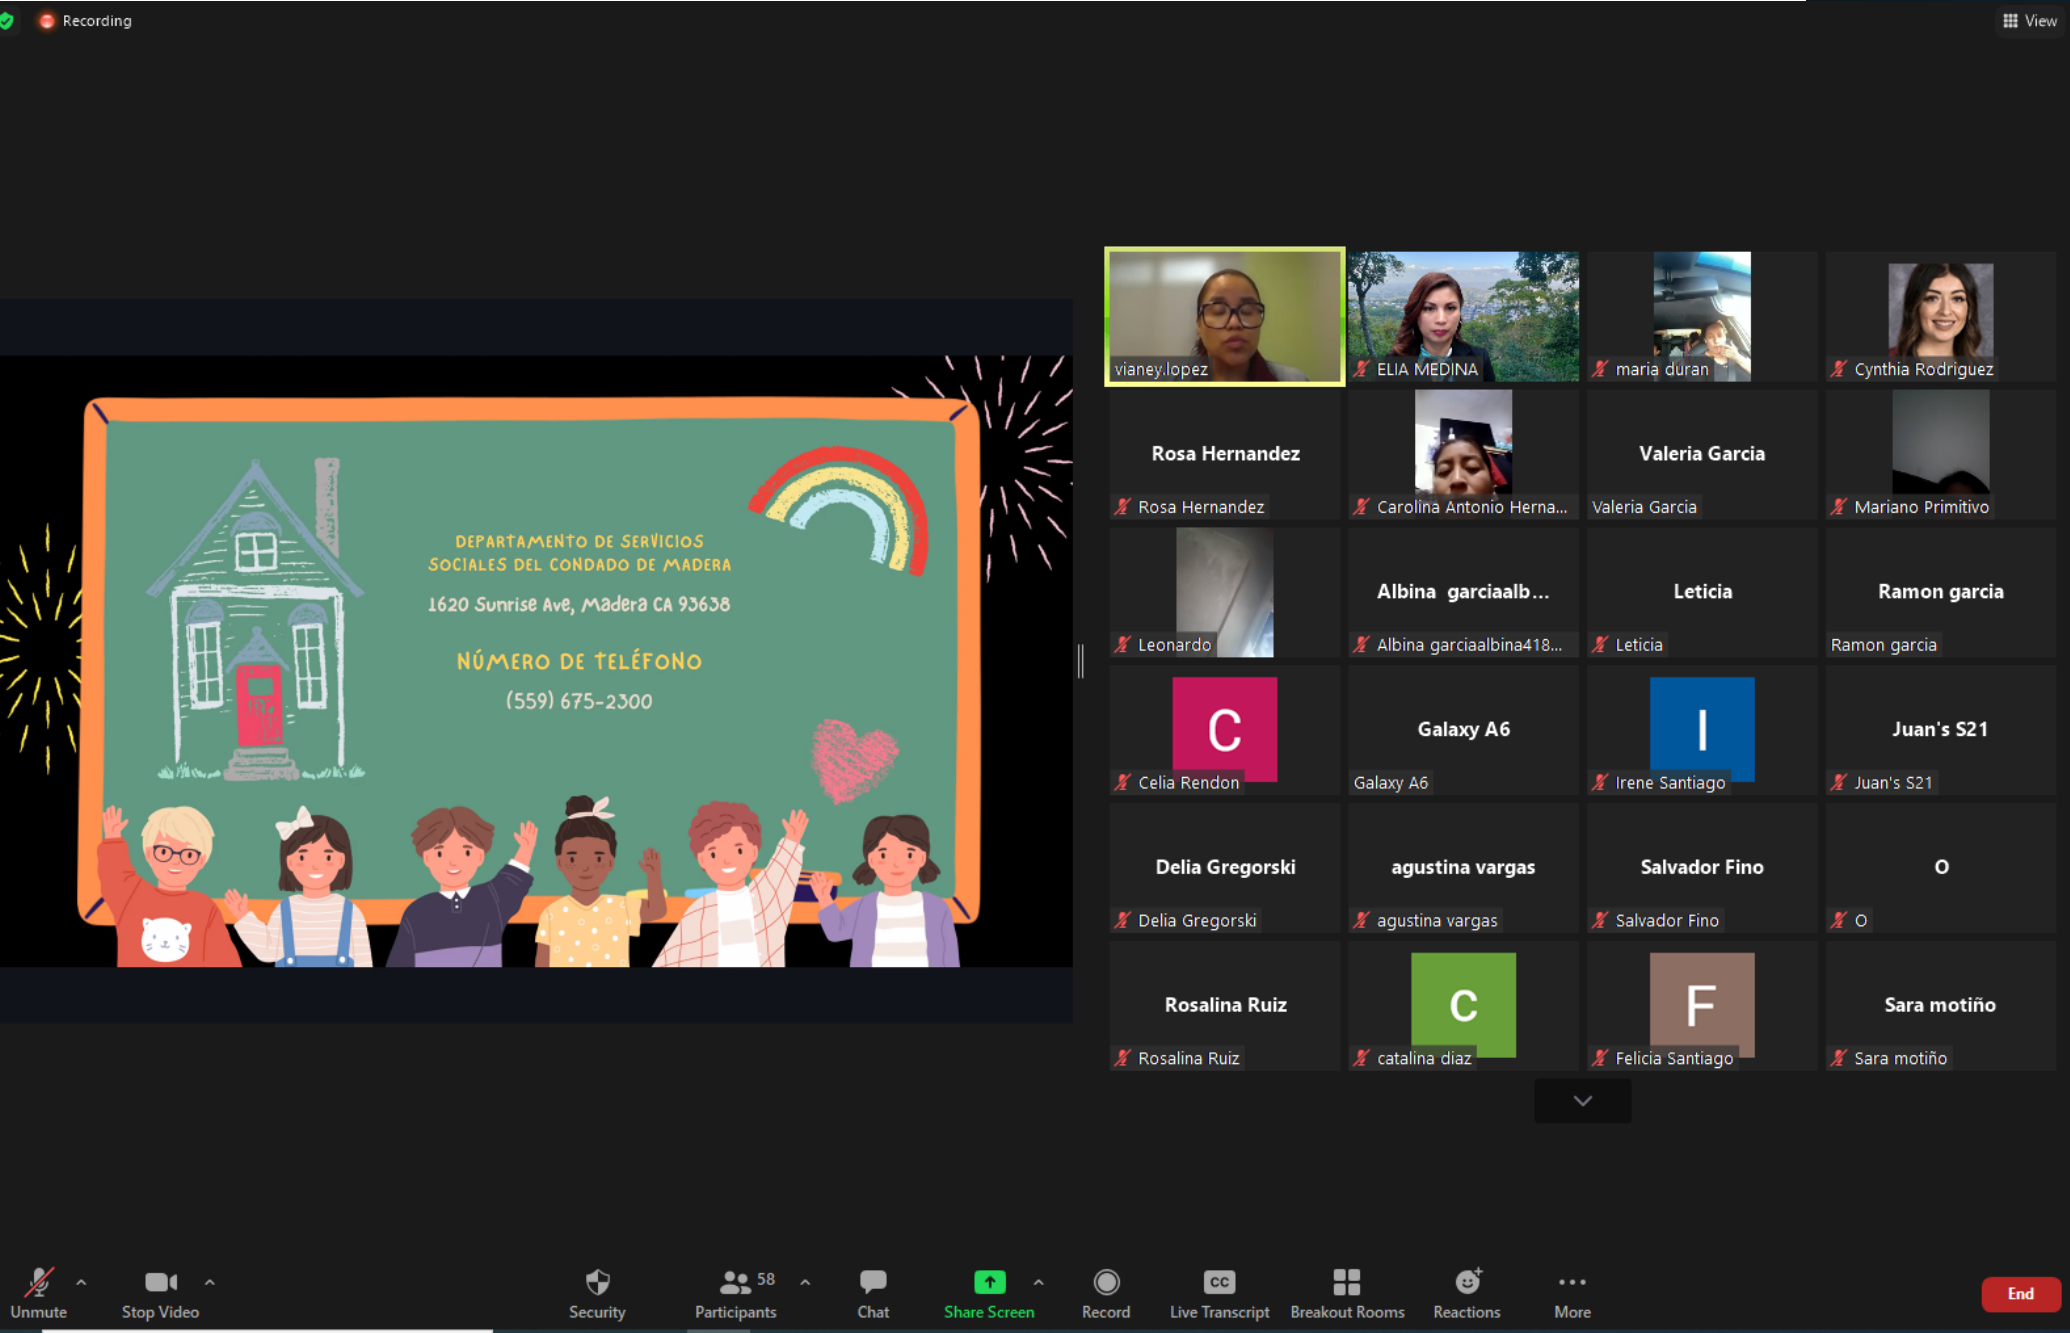 Recording
View
DEPARTAMENTO DE SERVICIOS
SOCIALES DEL CONDADO DE MADERA
1620 Sunrise Ave, Madera CA 93638
NÚMERO DE TELÉFONO
(559) 675-2300
vianey.lopez
ELIA MEDINA
maria duran
Cynthia Rodriguez
Rosa Hernandez
Rosa Hernandez
Carolina Antonio Herna...
Valeria Garcia
Valeria Garcia
Mariano Primitivo
Leonardo
Albina garciaalb...
Albina garciaalbina418...
Leticia
Leticia
Ramon garcia
Ramon garcia
C
Celia Rendon
Galaxy A6
Galaxy A6
I
Irene Santiago
Juan's S21
Juan's S21
Delia Gregorski
Delia Gregorski
agustina vargas
agustina vargas
Salvador Fino
Salvador Fino
O
O
Rosalina Ruiz
Rosalina Ruiz
c
catalina diaz
F
Felicia Santiago
Sara motiño
Sara motiño
Unmute
Stop Video
Security
58
Participants
Chat
Share Screen
Record
CC
Live Transcript
Breakout Rooms
Reactions
More
End